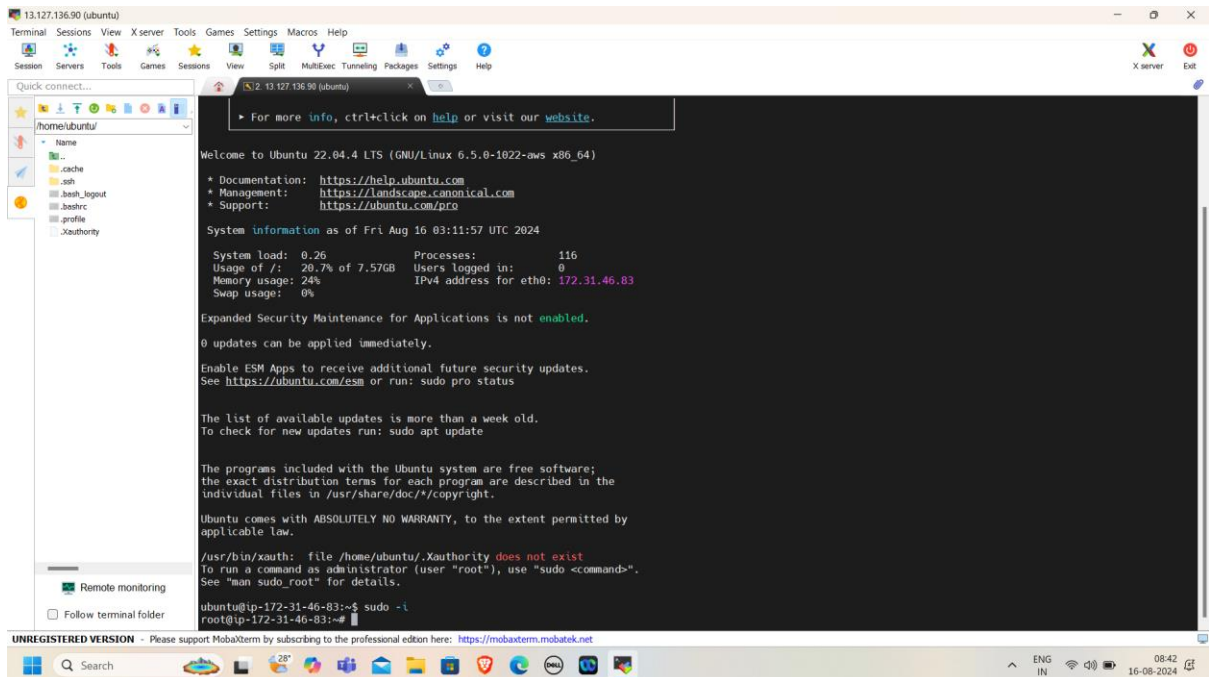 13.127.136.90 (ubuntu)
Terminal Sessions View X server Tools Games Settings Macros Help
Session Servers Tools Games Sessions View Split MultiExec Tunneling Packages Settings Help X server Exit
Quick connect...
2. 13.127.136.90 (ubuntu)
/home/ubuntu/
Name
..
.cache
.ssh
.bash_logout
.bashrc
.profile
.Xauthority
Remote monitoring
Follow terminal folder
► For more info, ctrl+click on help or visit our website.
Welcome to Ubuntu 22.04.4 LTS (GNU/Linux 6.5.0-1022-aws x86_64)
* Documentation: https://help.ubuntu.com
* Management: https://landscape.canonical.com
* Support: https://ubuntu.com/pro
System information as of Fri Aug 16 03:11:57 UTC 2024
System load: 0.26 Processes: 116
Usage of /: 20.7% of 7.57GB Users logged in: 0
Memory usage: 24% IPv4 address for eth0: 172.31.46.83
Swap usage: 0%
Expanded Security Maintenance for Applications is not enabled.
0 updates can be applied immediately.
Enable ESM Apps to receive additional future security updates.
See https://ubuntu.com/esm or run: sudo pro status
The list of available updates is more than a week old.
To check for new updates run: sudo apt update
The programs included with the Ubuntu system are free software;
the exact distribution terms for each program are described in the
individual files in /usr/share/doc/*/copyright.
Ubuntu comes with ABSOLUTELY NO WARRANTY, to the extent permitted by
applicable law.
/usr/bin/xauth: file /home/ubuntu/.Xauthority does not exist
To run a command as administrator (user "root"), use "sudo <command>".
See "man sudo_root" for details.
ubuntu@ip-172-31-46-83:~$ sudo -i
root@ip-172-31-46-83:~#
UNREGISTERED VERSION - Please support MobaXterm by subscribing to the professional edition here: https://mobaxterm.mobatek.net
Search 28° DELL ENG 08:42
IN 16-08-2024